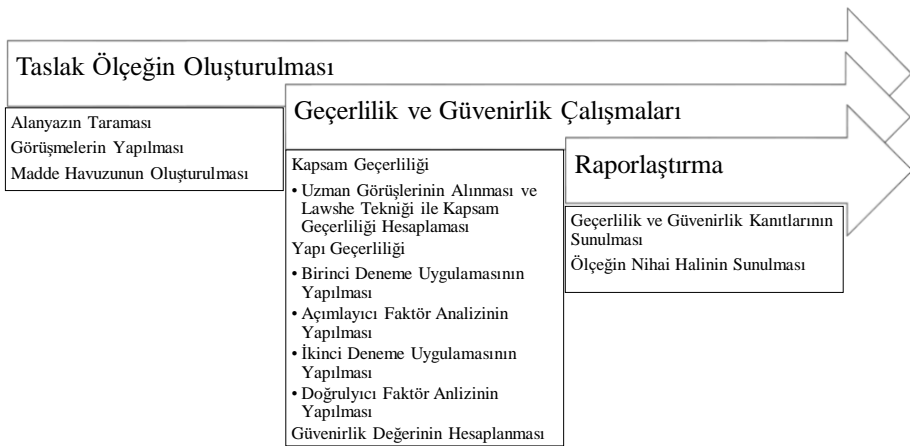 Taslak Ölçeğin Oluşturulması
Alanyazın Taraması
Görüşmelerin Yapılması
Madde Havuzunun Oluşturulması
Geçerlilik ve Güvenirlik Çalışmaları
Kapsam Geçerliliği
• Uzman Görüşlerinin Alınması ve
Lawshe Tekniği ile Kapsam
Geçerliliği Hesaplaması
Yapı Geçerliliği
• Birinci Deneme Uygulamasının
Yapılması
• Açımlayıcı Faktör Analizinin
Yapılması
• İkinci Deneme Uygulamasının
Yapılması
• Doğrulyıcı Faktör Anlizinin
Yapılması
Güvenirlik Değerinin Hesaplanması
Raporlaştırma
Geçerlilik ve Güvenirlik Kanıtlarının
Sunulması
Ölçeğin Nihai Halinin Sunulması